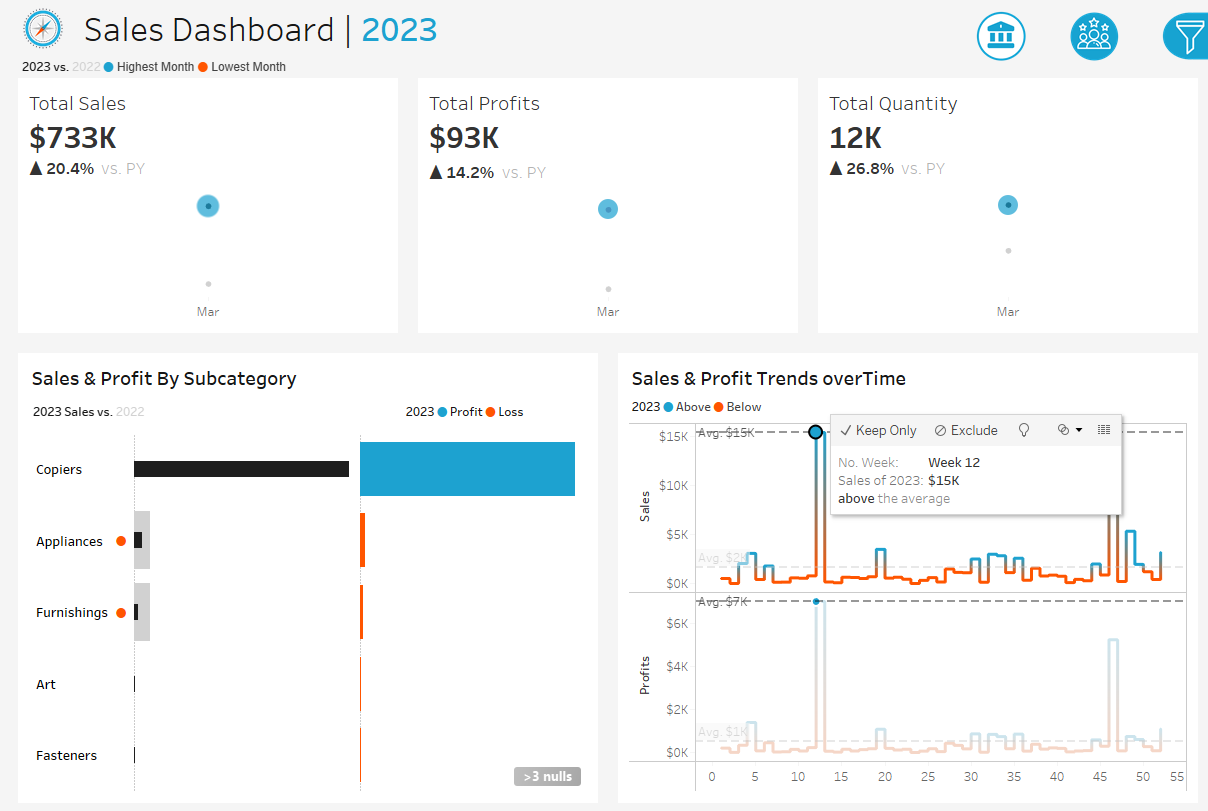 Sales Dashboard | 2023
2023 vs. 2022 Highest Month Lowest Month
Total Sales
$733K
▲ 20.4% vs. PY
Mar
Total Profits
$93K
▲ 14.2% vs. PY
Mar
Total Quantity
12K
▲ 26.8% vs. PY
Mar
Sales & Profit By Subcategory
2023 Sales vs. 2022
2023 Profit Loss
Copiers
Appliances
Furnishings
Art
Fasteners
>3 nulls
Sales & Profit Trends overTime
2023 Above Below
Keep Only Exclude
No. Week: Week 12
Sales of 2023: $15K
above the average
Sales
$15K
$10K
$5K
$0K
Avg. $15K
Avg. $2K
Profits
$6K
$4K
$2K
$0K
Avg. $7K
Avg. $1K
0 5 10 15 20 25 30 35 40 45 50 55